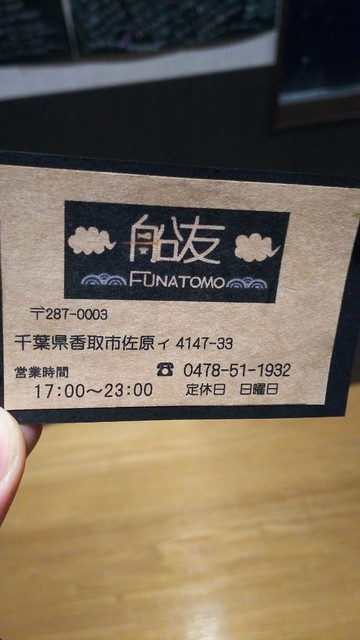 船友
FUNATOMO
〒287-0003
千葉県香取市佐原イ 4147-33
営業時間 ☎ 0478-51-1932
17:00～23:00 定休日 日曜日